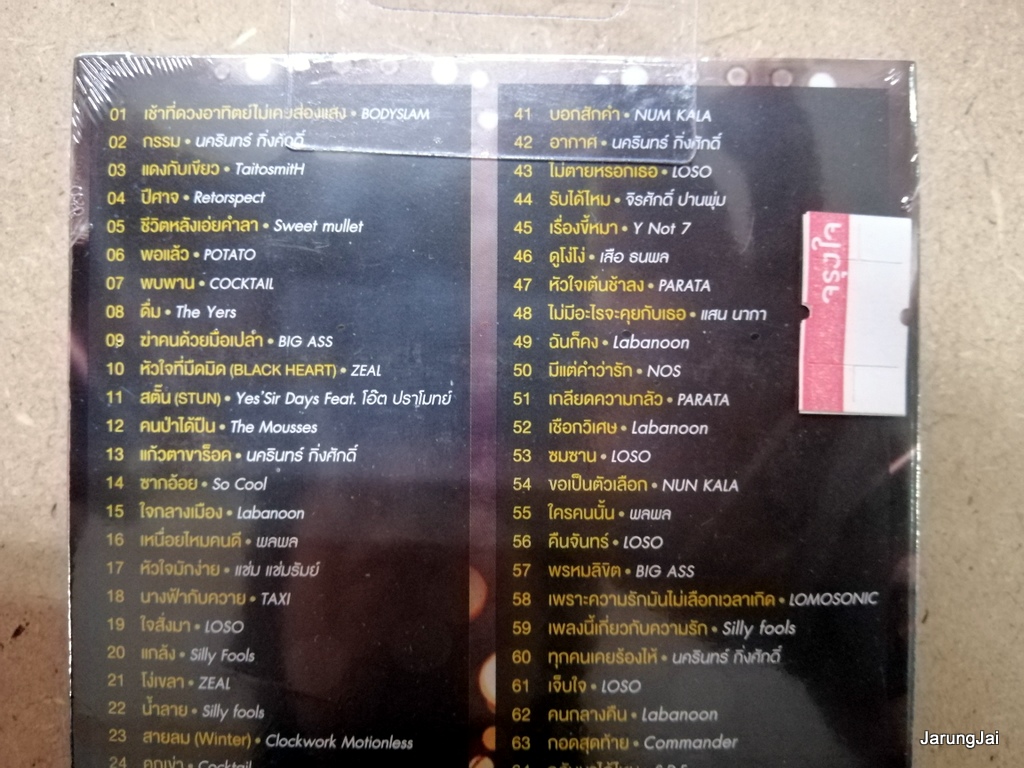 01 เช้าที่ดวงอาทิตย์ไม่เคยส่องแสง • BODYSLAM
02 กรรม • นครินทร์ กิ่งศักดิ์
03 แดงกับเขียว • TaitosmitH
04 ปีศาจ • Retorspect
05 ชีวิตหลังเอ่ยคำลา • Sweet mullet
06 พอแล้ว • POTATO
07 พบพาน • COCKTAIL
08 ดื่ม • The Yers
09 ฆ่าคนด้วยมือเปล่า • BIG ASS
10 หัวใจที่มืดมิด (BLACK HEART) • ZEAL
11 สตั๊น (STUN) • Yes'Sir Days Feat. โอ๊ต ปราโมทย์
12 คนป่าได้ปืน • The Mousses
13 แก้วตาขาร็อค • นครินทร์ กิ่งศักดิ์
14 ซากอ้อย • So Cool
15 ใจกลางเมือง • Labanoon
16 เหนื่อยไหมคนดี • พลพล
17 หัวใจมักง่าย • แช่ม แช่มรัมย์
18 นางฟ้ากับควาย • TAXI
19 ใจสั่งมา • LOSO
20 แกล้ง • Silly Fools
21 โง่เขลา • ZEAL
22 น้ำลาย • Silly fools
23 สายลม (Winter) • Clockwork Motionless
24 คุกเข่า • Cocktail
41 บอกสักคำ • NUM KALA
42 อากาศ • นครินทร์ กิ่งศักดิ์
43 ไม่ตายหรอกเธอ • LOSO
44 รับได้ไหม • จิรศักดิ์ ปานพุ่ม
45 เรื่องขี้หมา • Y Not 7
46 ดูโง่โง่ • เสือ ธนพล
47 หัวใจเต้นช้าลง • PARATA
48 ไม่มีอะไรจะคุยกับเธอ • แสน นากา
49 ฉันก็คง • Labanoon
50 มีแต่คำว่ารัก • NOS
51 เกลียดความกลัว • PARATA
52 เชือกวิเศษ • Labanoon
53 ซมซาน • LOSO
54 ขอเป็นตัวเลือก • NUN KALA
55 ใครคนนั้น • พลพล
56 คืนจันทร์ • LOSO
57 พรหมลิขิต • BIG ASS
58 เพราะความรักมันไม่เลือกเวลาเกิด • LOMOSONIC
59 เพลงนี้เกี่ยวกับความรัก • Silly fools
60 ทุกคนเคยร้องไห้ • นครินทร์ กิ่งศักดิ์
61 เจ็บใจ • LOSO
62 คนกลางคืน • Labanoon
63 กอดสุดท้าย • Commander
จรุงใจ
JarungJai